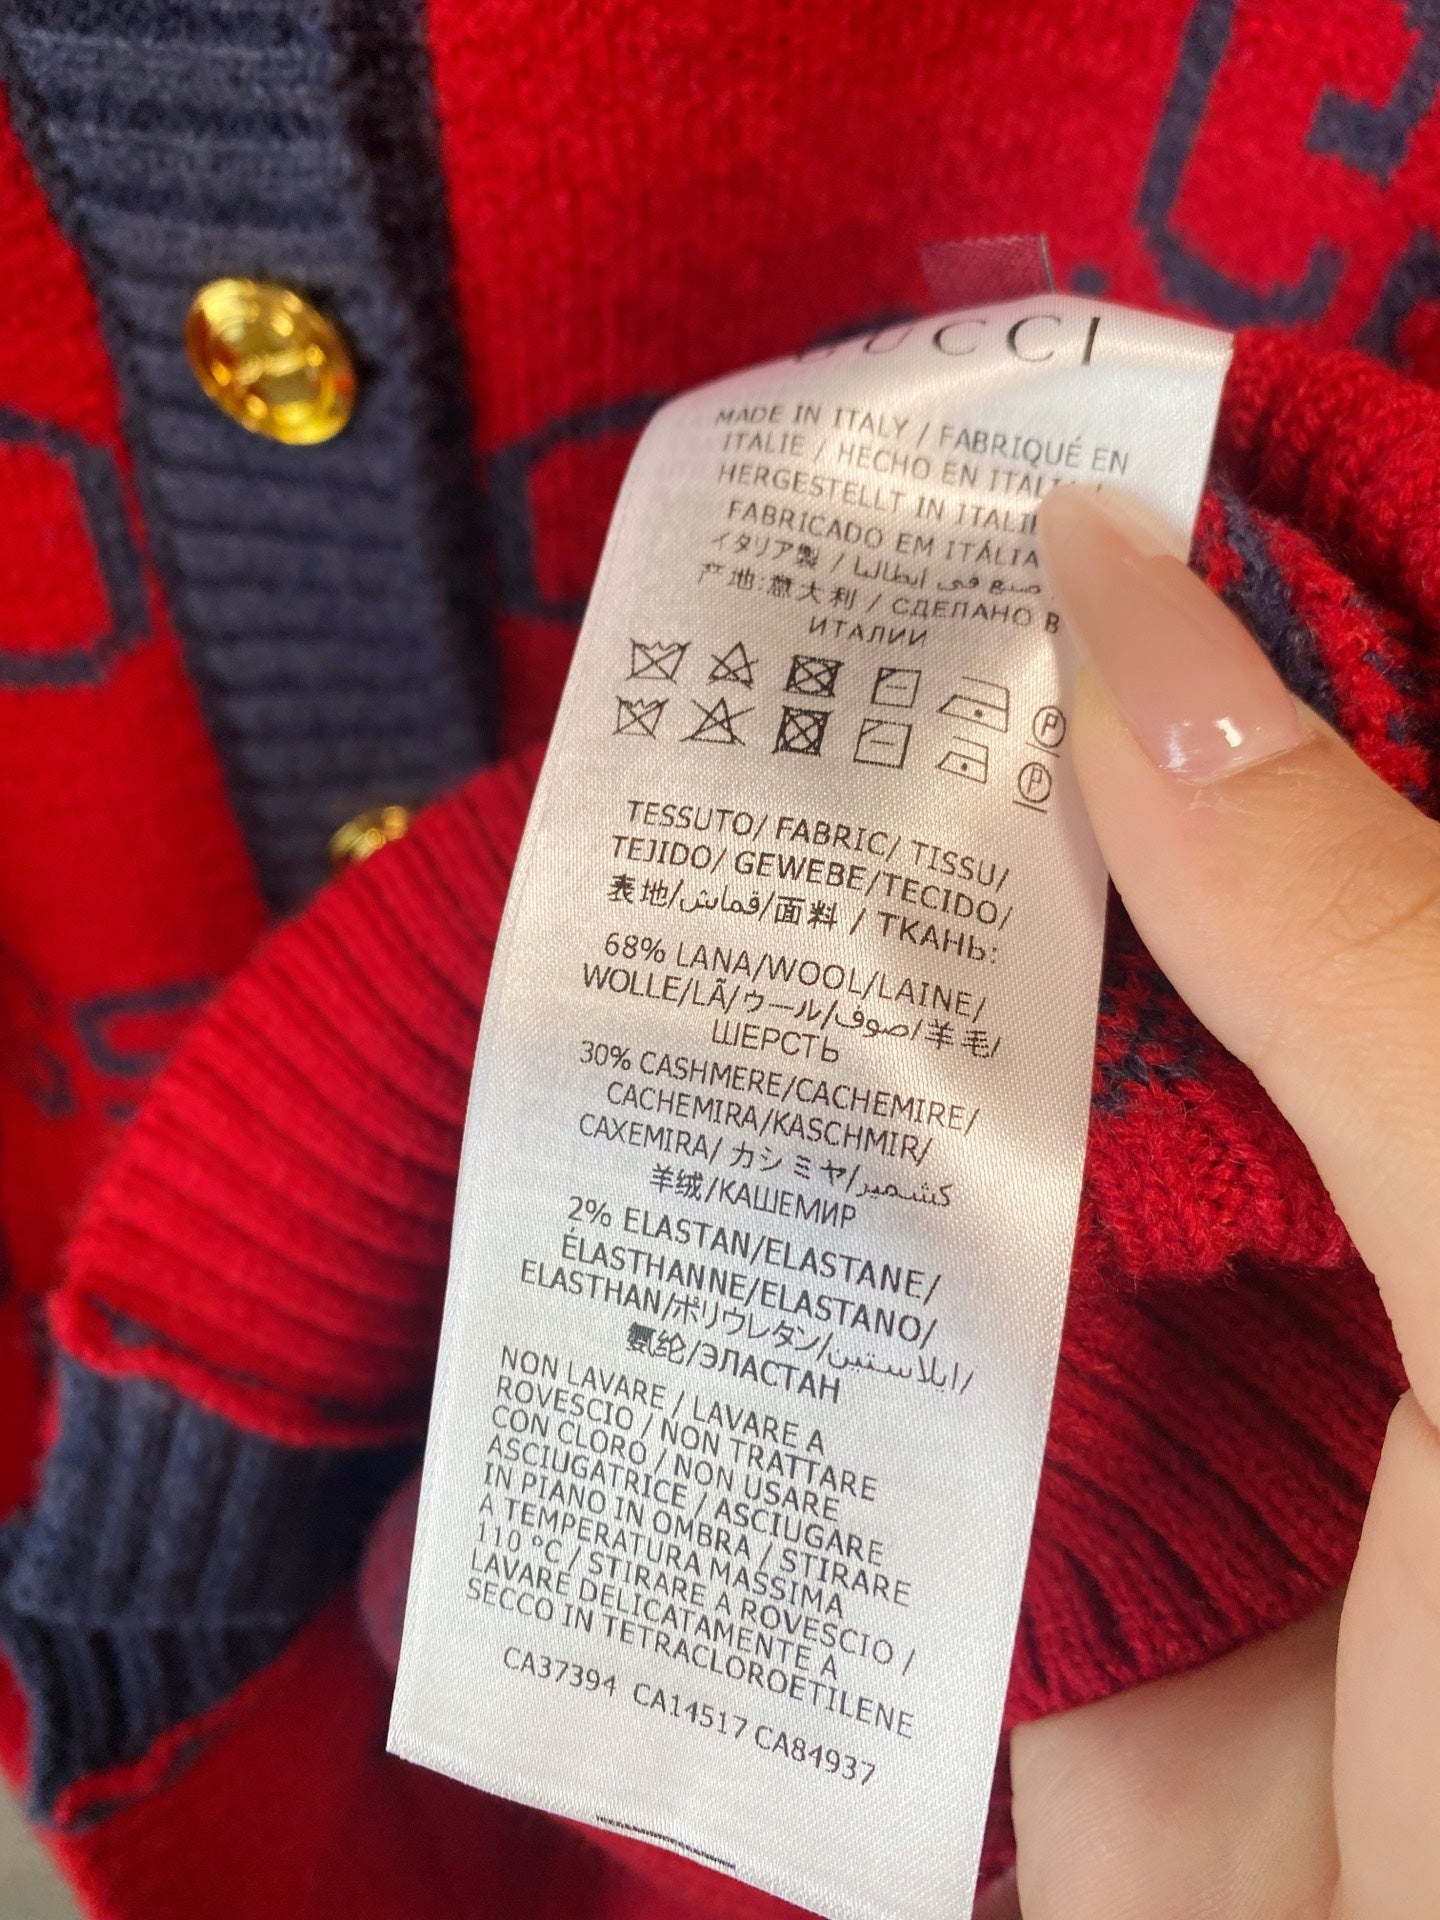 GUCCI
MADE IN ITALY / FABRIQUÉ EN
ITALIE / HECHO EN
HERGESTELLT IN
FABRICADO EM ITÁLIA
イタリア製 / صنع في ايطاليا
产地:意大利 / СДЕЛАНО В
ИТАЛИИ
TESSUTO/ FABRIC/ TISSU/
TEJIDO/ GEWEBE/TECIDO/
表地/قماش/面料 / ТКАНЬ:
68% LANA/WOOL/LAINE/
WOLLE/LÃ/ウール/صوف/羊毛/
ШЕРСТЬ
30% CASHMERE/CACHEMIRE/
CACHEMIRA/KASCHMIR/
CAXEMIRA/ カシミヤ/كشمير/
羊绒/КАШЕМИР
2% ELASTAN/ELASTANE/
ÉLASTHANNE/ELASTANO/
ELASTHAN/ポリウレタン/ايلاستين/
氨纶/ЭЛАСТАН
NON LAVARE / LAVARE A
ROVESCIO / NON TRATTARE
CON CLORO / NON USARE
ASCIUGATRICE / ASCIUGARE
IN PIANO IN OMBRA / STIRARE
A TEMPERATURA MASSIMA
110 °C / STIRARE A ROVESCIO /
LAVARE DELICATAMENTE A
SECCO IN TETRACLOROETILENE
CA37394 CA14517 CA84937